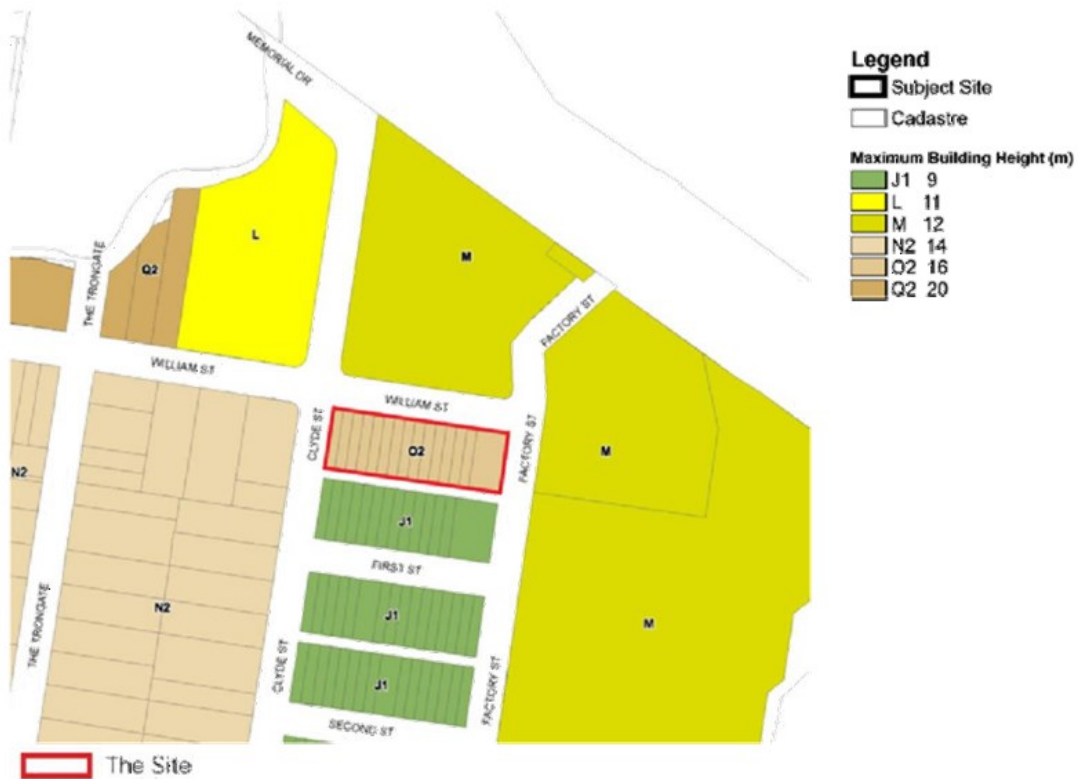 MEMORIAL DR
Legend
Subject Site
Cadastre
Maximum Building Height (m)
J1 9
L 11
M 12
N2 14
O2 16
Q2 20
L
M
Q2
THE TRONGATE
FACTORY ST
WILLIAM ST
WILLIAM ST
CLYDE ST
O2
FACTORY ST
M
N2
J1
FIRST ST
N2
J1
M
THE TRONGATE
CLYDE ST
J1
FACTORY ST
SECOND ST
The Site